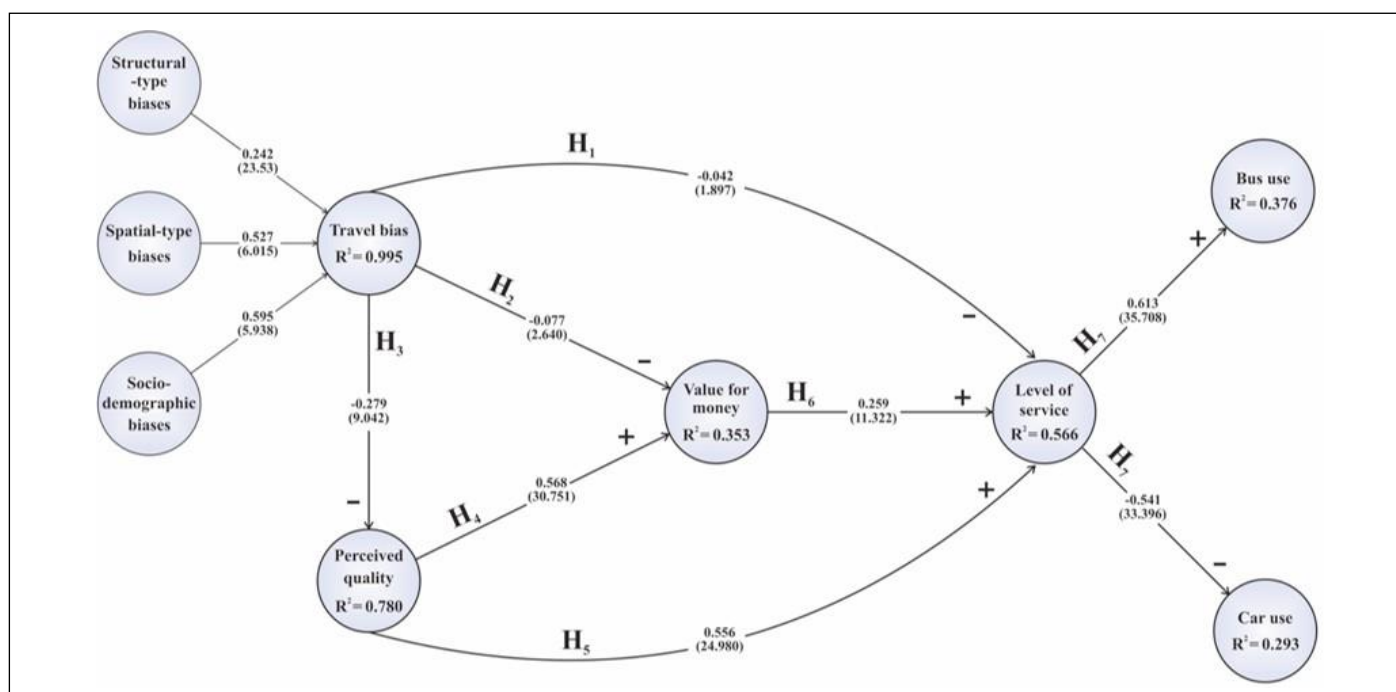 Structural
-type
biases
0.242
(23.53)
Spatial-type
biases
0.527
(6.015)
Socio-
demographic
biases
0.595
(5.938)
Travel bias
R²= 0.995
H₁
-0.042
(1.897)
-
H₂
-0.077
(2.640)
-
H₃
-0.279
(9.042)
-
Perceived
quality
R²= 0.780
H₄
0.568
(30.751)
+
Value for
money
R²= 0.353
H₅
0.556
(24.980)
+
H₆
0.259
(11.322)
+
Level of
service
R²= 0.566
H₇
0.613
(35.708)
+
Bus use
R²= 0.376
H₇
-0.541
(33.396)
-
Car use
R²= 0.293